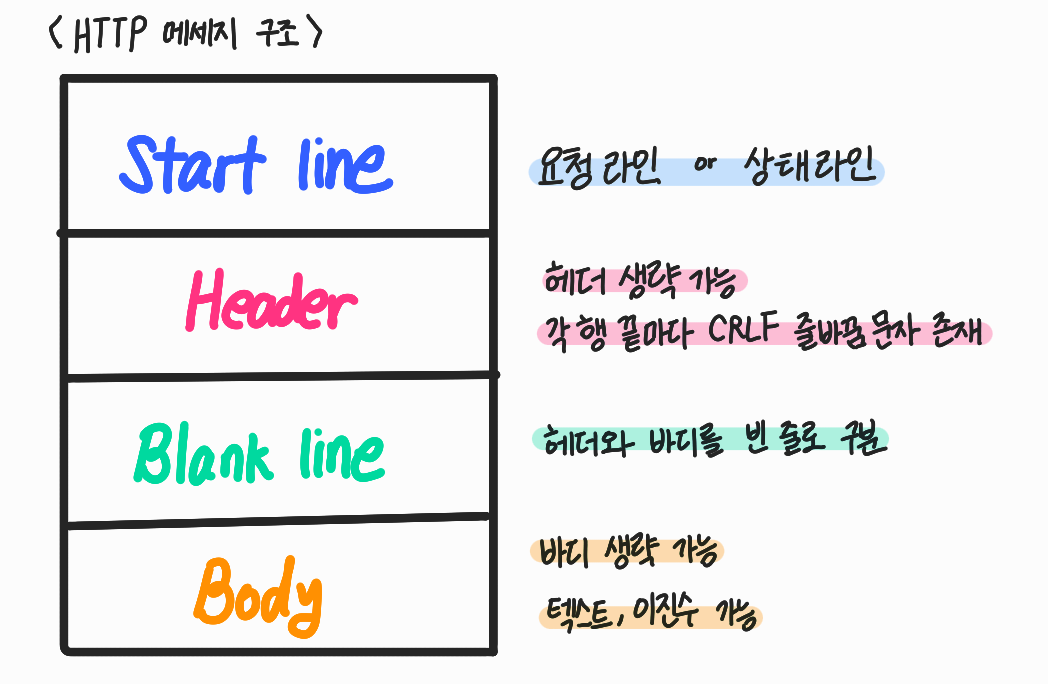 <HTTP 메세지 구조>
Start line
요청라인 or 상태라인
Header
헤더 생략 가능
각 행 끝마다 CRLF 줄바꿈문자 존재
Blank line
헤더와 바디를 빈 줄로 구분
Body
바디 생략 가능
텍스트, 이진수 가능